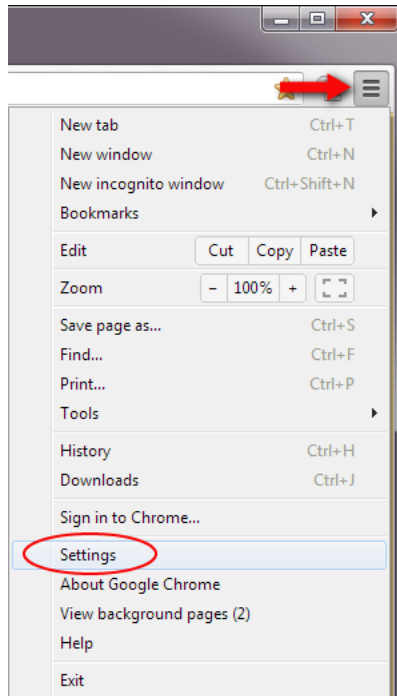 New tab Ctrl+T
New window Ctrl+N
New incognito window Ctrl+Shift+N
Bookmarks
Edit Cut Copy Paste
Zoom - 100% +
Save page as... Ctrl+S
Find... Ctrl+F
Print... Ctrl+P
Tools
History Ctrl+H
Downloads Ctrl+J
Sign in to Chrome...
Settings
About Google Chrome
View background pages (2)
Help
Exit